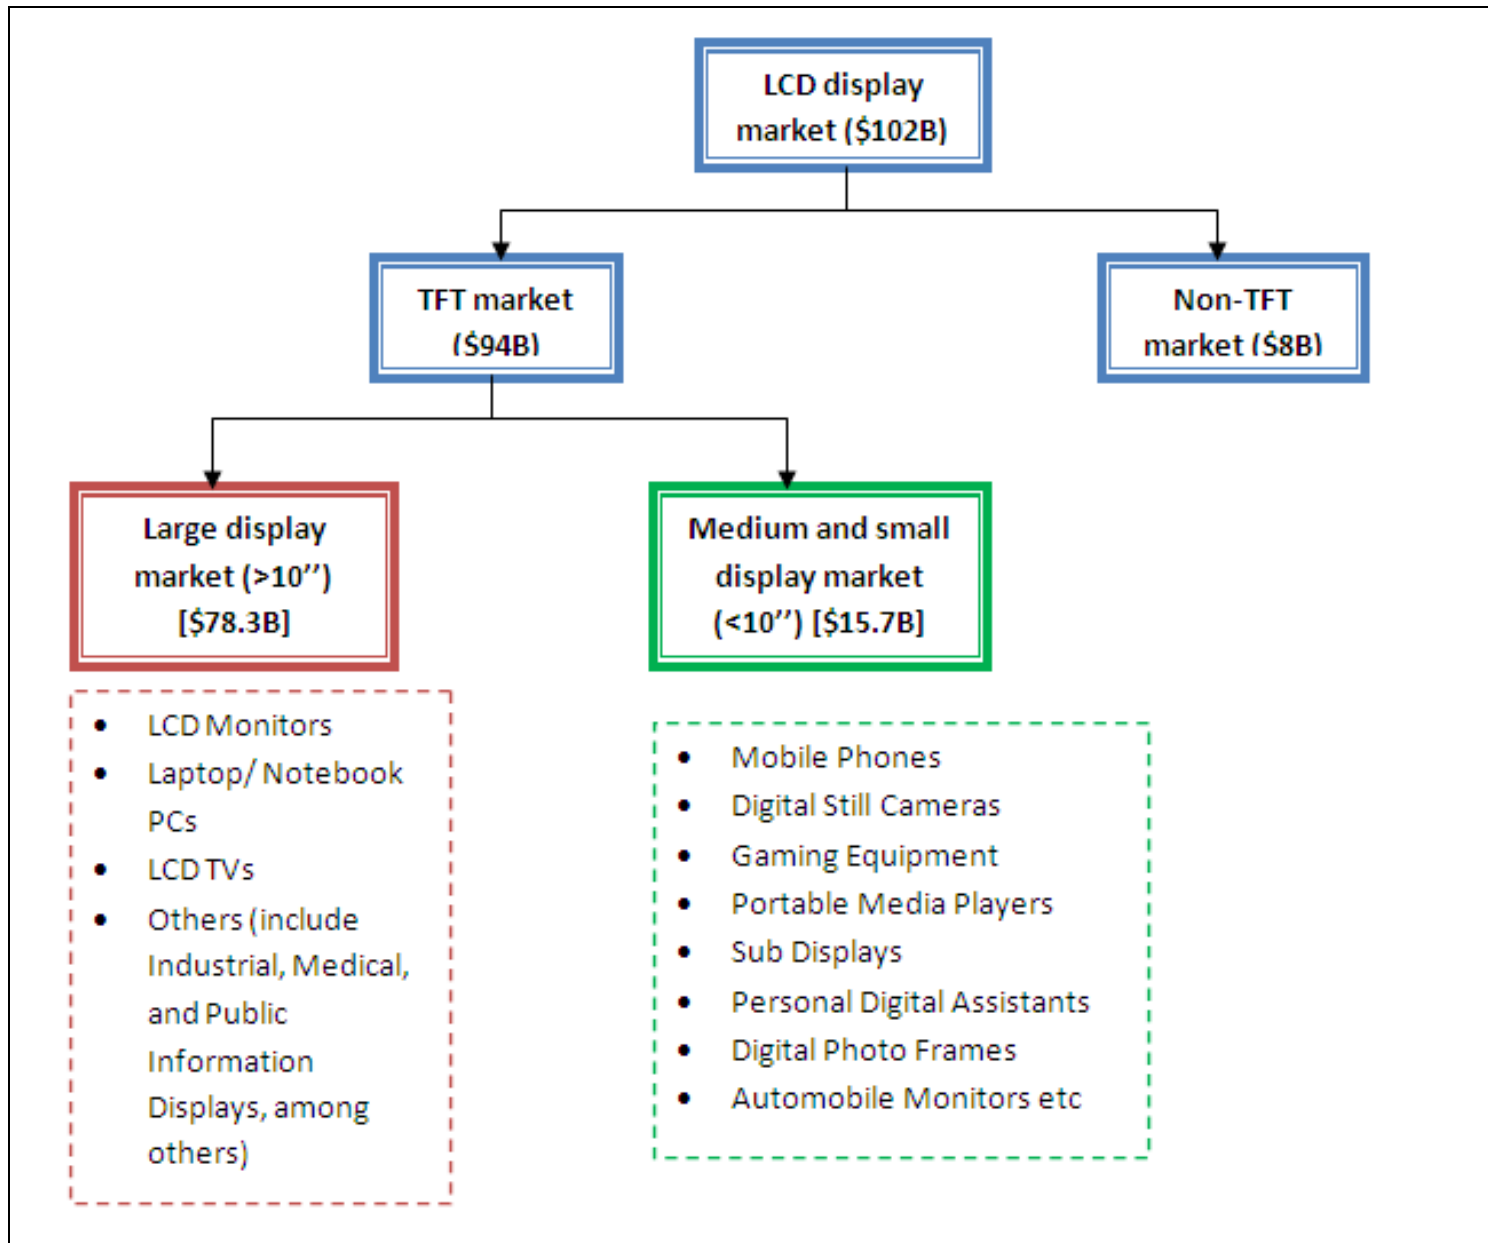 LCD display
market ($102B)
TFT market
($94B)
Non-TFT
market ($8B)
Large display
market (>10’’)
[$78.3B]
Medium and small
display market
(<10’’) [$15.7B]
• LCD Monitors
• Laptop/ Notebook
PCs
• LCD TVs
• Others (include
Industrial, Medical,
and Public
Information
Displays, among
others)
• Mobile Phones
• Digital Still Cameras
• Gaming Equipment
• Portable Media Players
• Sub Displays
• Personal Digital Assistants
• Digital Photo Frames
• Automobile Monitors etc